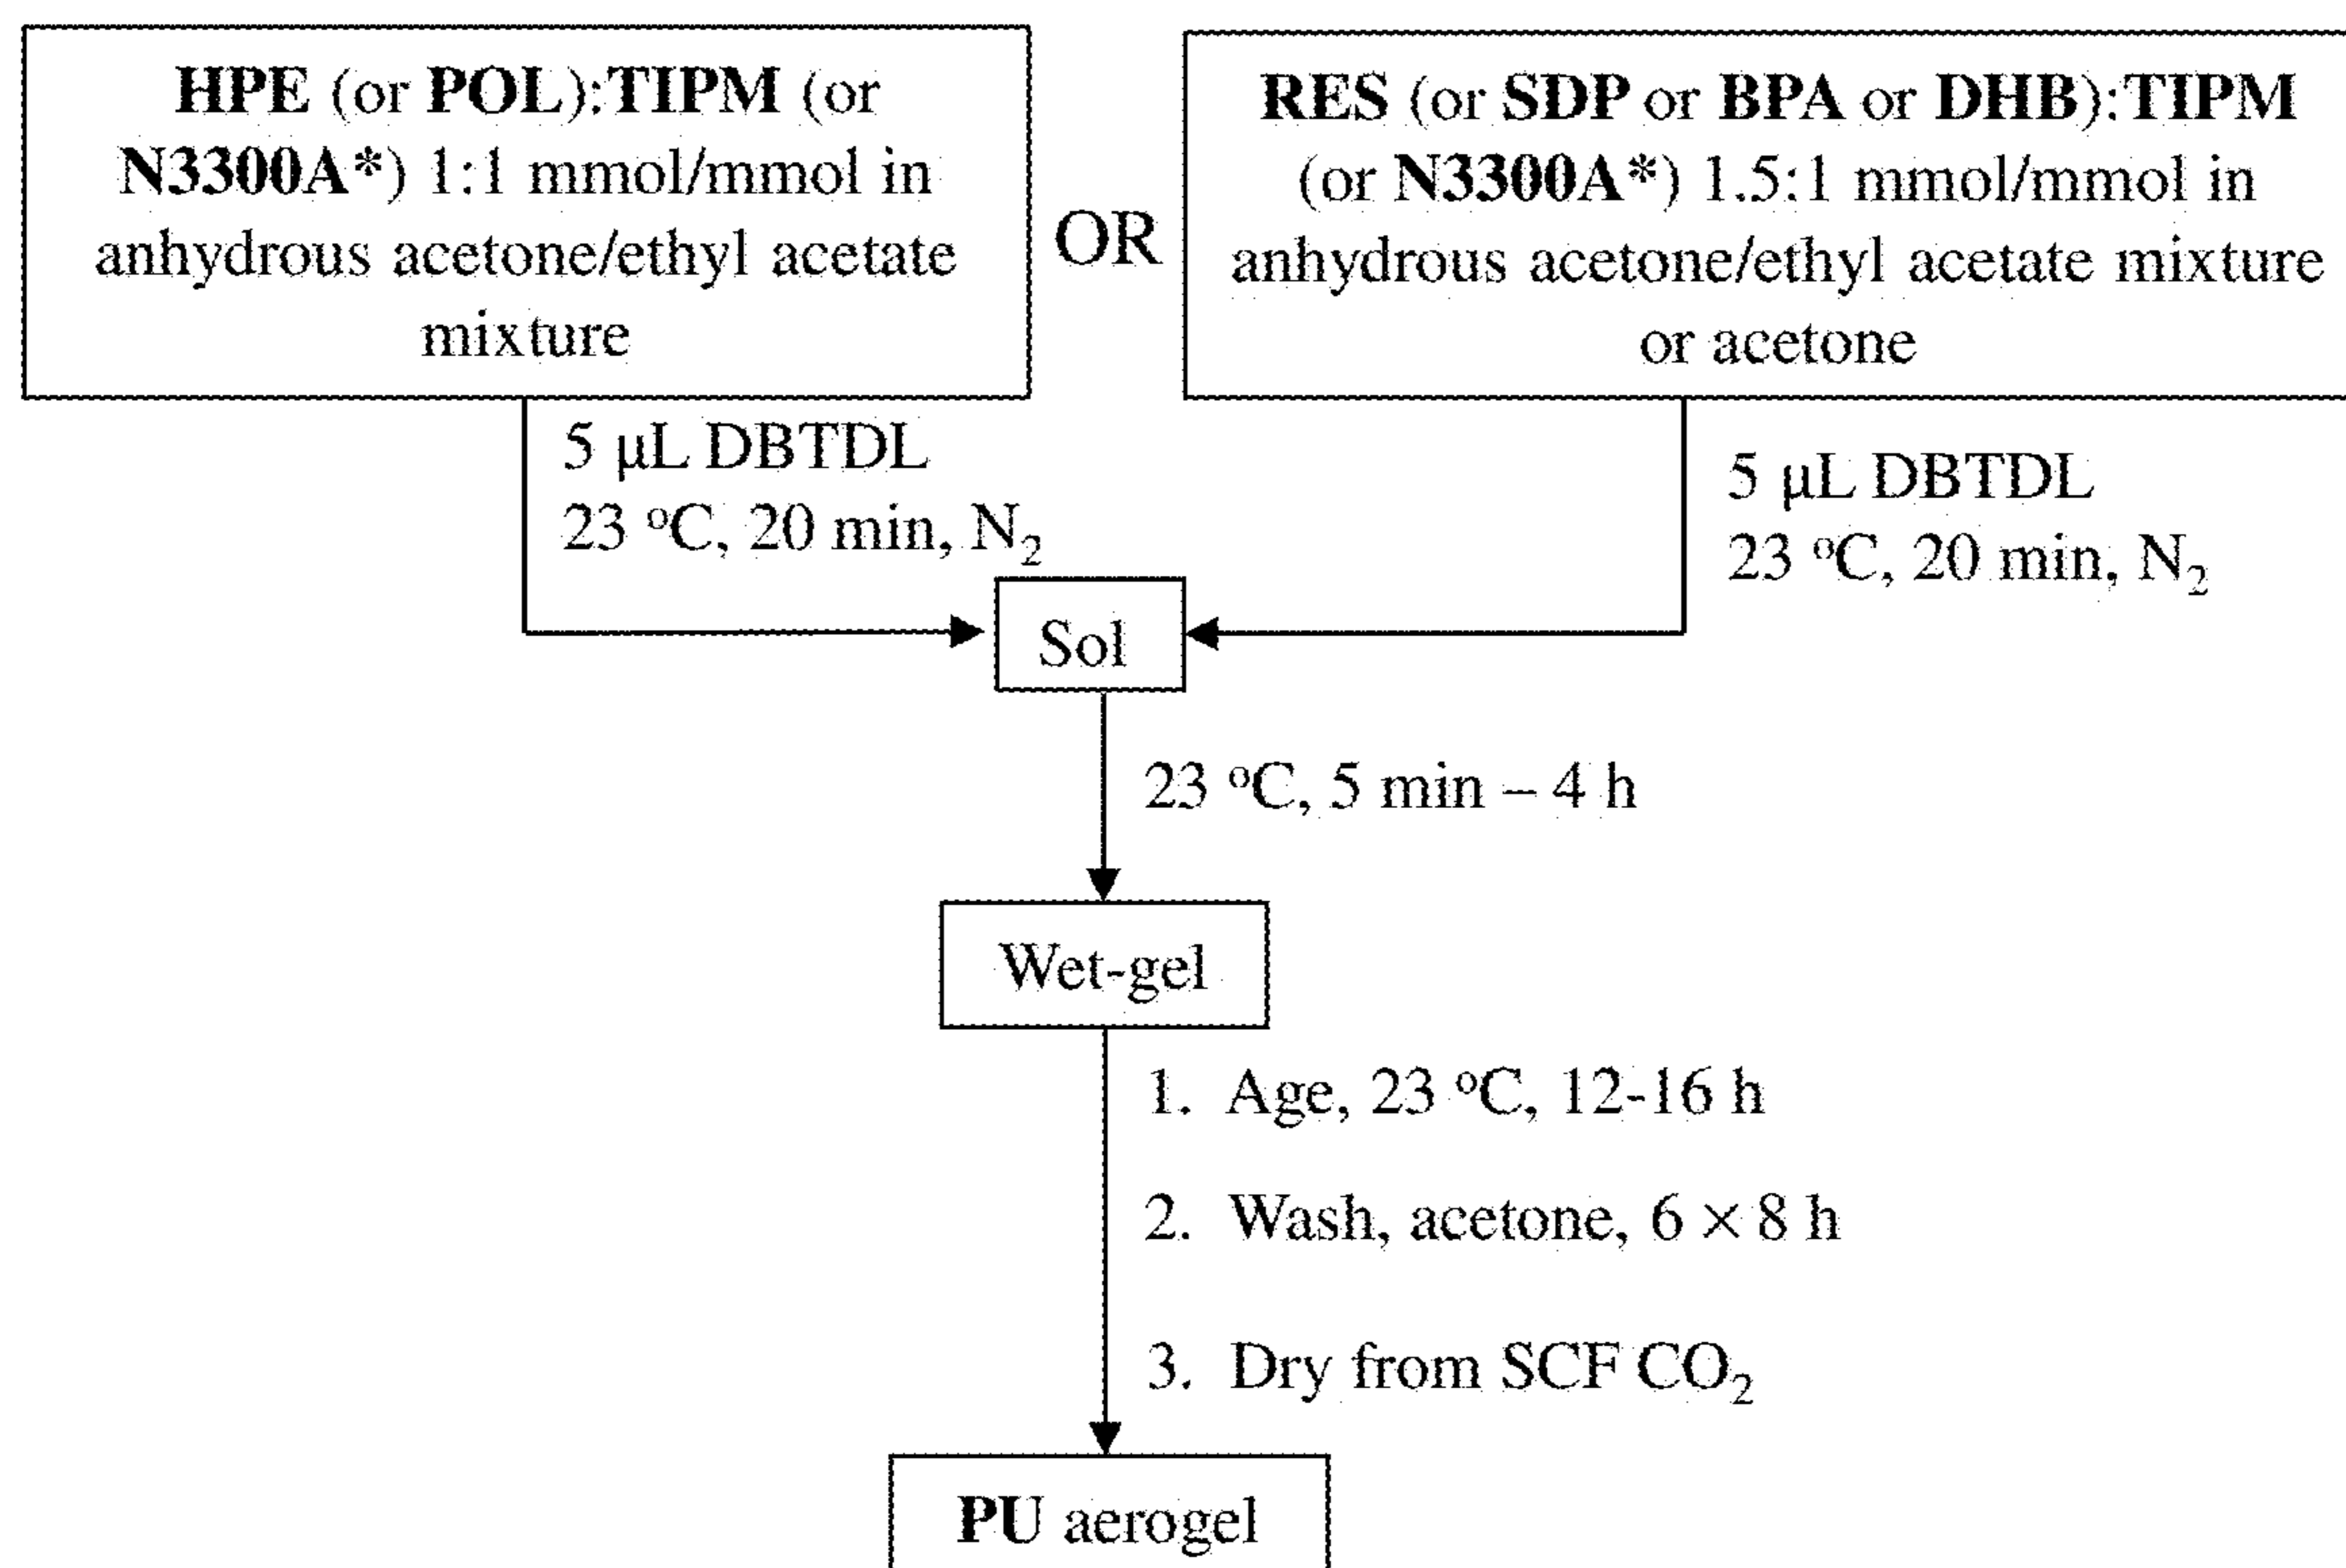 HPE (or POL):TIPM (or
N3300A*) 1:1 mmol/mmol in
anhydrous acetone/ethyl acetate
mixture
OR
RES (or SDP or BPA or DHB):TIPM
(or N3300A*) 1.5:1 mmol/mmol in
anhydrous acetone/ethyl acetate mixture
or acetone
5 μL DBTDL
23 °C, 20 min, N₂
5 μL DBTDL
23 °C, 20 min, N₂
Sol
23 °C, 5 min – 4 h
Wet-gel
1. Age, 23 °C, 12-16 h
2. Wash, acetone, 6 × 8 h
3. Dry from SCF CO₂
PU aerogel